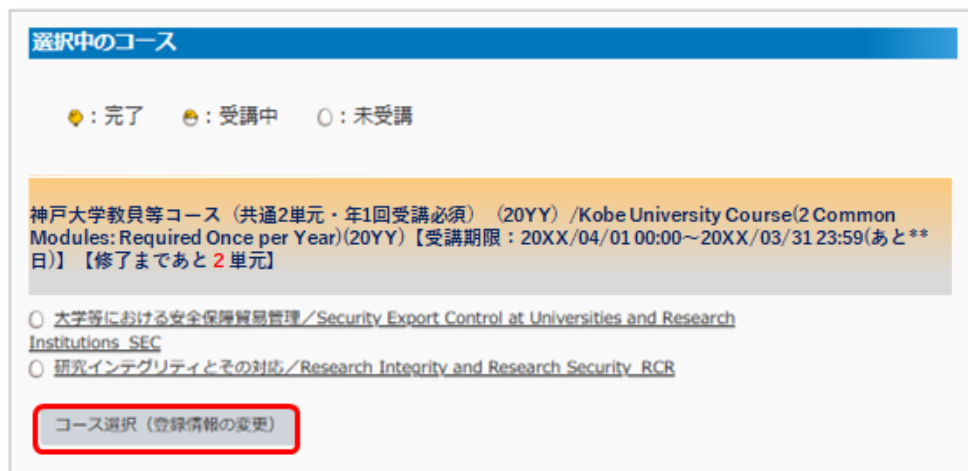 選択中のコース
：完了 ：受講中 ：未受講
神戸大学教員等コース（共通2単元・年1回受講必須）（20YY）/Kobe University Course(2 Common
Modules: Required Once per Year)(20YY)【受講期限：20XX/04/01 00:00～20XX/03/31 23:59(あと**
日)】【修了まであと 2 単元】
大学等における安全保障貿易管理／Security Export Control at Universities and Research
Institutions_SEC
研究インテグリティとその対応／Research Integrity and Research Security_RCR
コース選択（登録情報の変更）